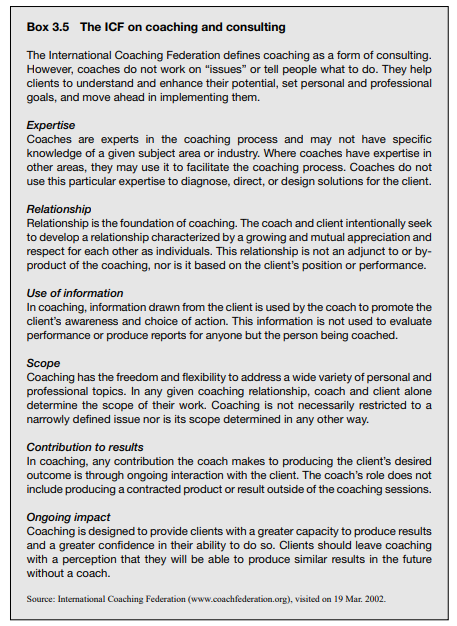 Box 3.5 The ICF on coaching and consulting
The International Coaching Federation defines coaching as a form of consulting.
However, coaches do not work on “issues” or tell people what to do. They help
clients to understand and enhance their potential, set personal and professional
goals, and move ahead in implementing them.
Expertise
Coaches are experts in the coaching process and may not have specific
knowledge of a given subject area or industry. Where coaches have expertise in
other areas, they may use it to facilitate the coaching process. Coaches do not
use this particular expertise to diagnose, direct, or design solutions for the client.
Relationship
Relationship is the foundation of coaching. The coach and client intentionally seek
to develop a relationship characterized by a growing and mutual appreciation and
respect for each other as individuals. This relationship is not an adjunct to or by-
product of the coaching, nor is it based on the client’s position or performance.
Use of information
In coaching, information drawn from the client is used by the coach to promote the
client’s awareness and choice of action. This information is not used to evaluate
performance or produce reports for anyone but the person being coached.
Scope
Coaching has the freedom and flexibility to address a wide variety of personal and
professional topics. In any given coaching relationship, coach and client alone
determine the scope of their work. Coaching is not necessarily restricted to a
narrowly defined issue nor is its scope determined in any other way.
Contribution to results
In coaching, any contribution the coach makes to producing the client’s desired
outcome is through ongoing interaction with the client. The coach’s role does not
include producing a contracted product or result outside of the coaching sessions.
Ongoing impact
Coaching is designed to provide clients with a greater capacity to produce results
and a greater confidence in their ability to do so. Clients should leave coaching
with a perception that they will be able to produce similar results in the future
without a coach.
Source: International Coaching Federation (www.coachfederation.org), visited on 19 Mar. 2002.